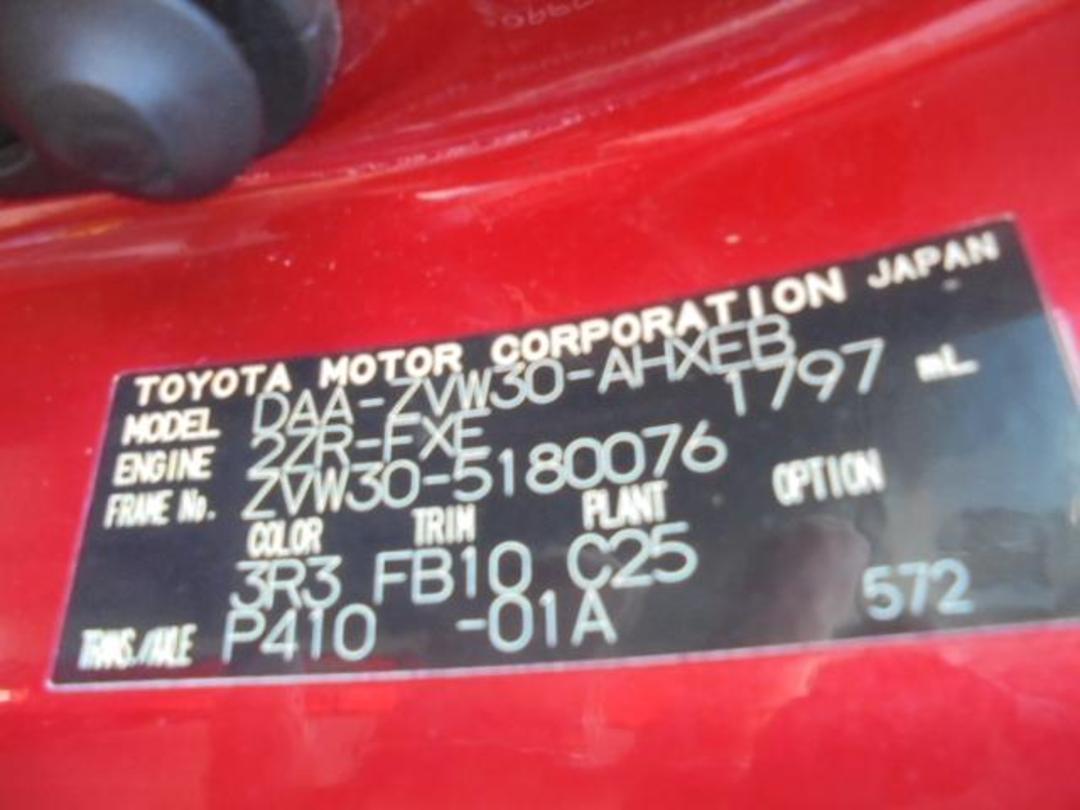 TOYOTA MOTOR CORPORATION JAPAN
MODEL DAA-ZVW30-AHXEB
ENGINE 2ZR-FXE 1797 mL
FRAME No. ZVW30-5180076
COLOR TRIM PLANT OPTION
3R3 FB10 C25
TRANS./AXLE P410 -01A 572